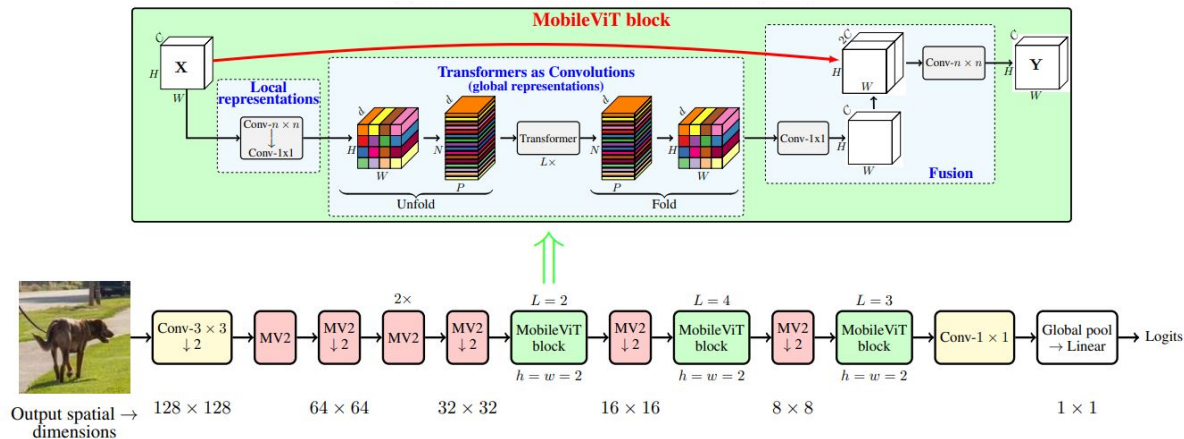 MobileViT block
C
H
X
W
Local
representations
Conv-n × n
Conv-1x1
Transformers as Convolutions
(global representations)
d
H
W
d
N
P
Unfold
Transformer
L×
d
N
P
d
H
W
Fold
Conv-1x1
C
H
W
2C
H
W
Conv-n × n
Fusion
C
H
Y
W
2×
L = 2
L = 4
L = 3
Conv-3 × 3
↓ 2
MV2
MV2
↓ 2
MV2
MV2
↓ 2
MobileViT
block
MV2
↓ 2
MobileViT
block
MV2
↓ 2
MobileViT
block
Conv-1 × 1
Global pool
→ Linear
Logits
h = w = 2
h = w = 2
h = w = 2
Output spatial →
dimensions
128 × 128
64 × 64
32 × 32
16 × 16
8 × 8
1 × 1